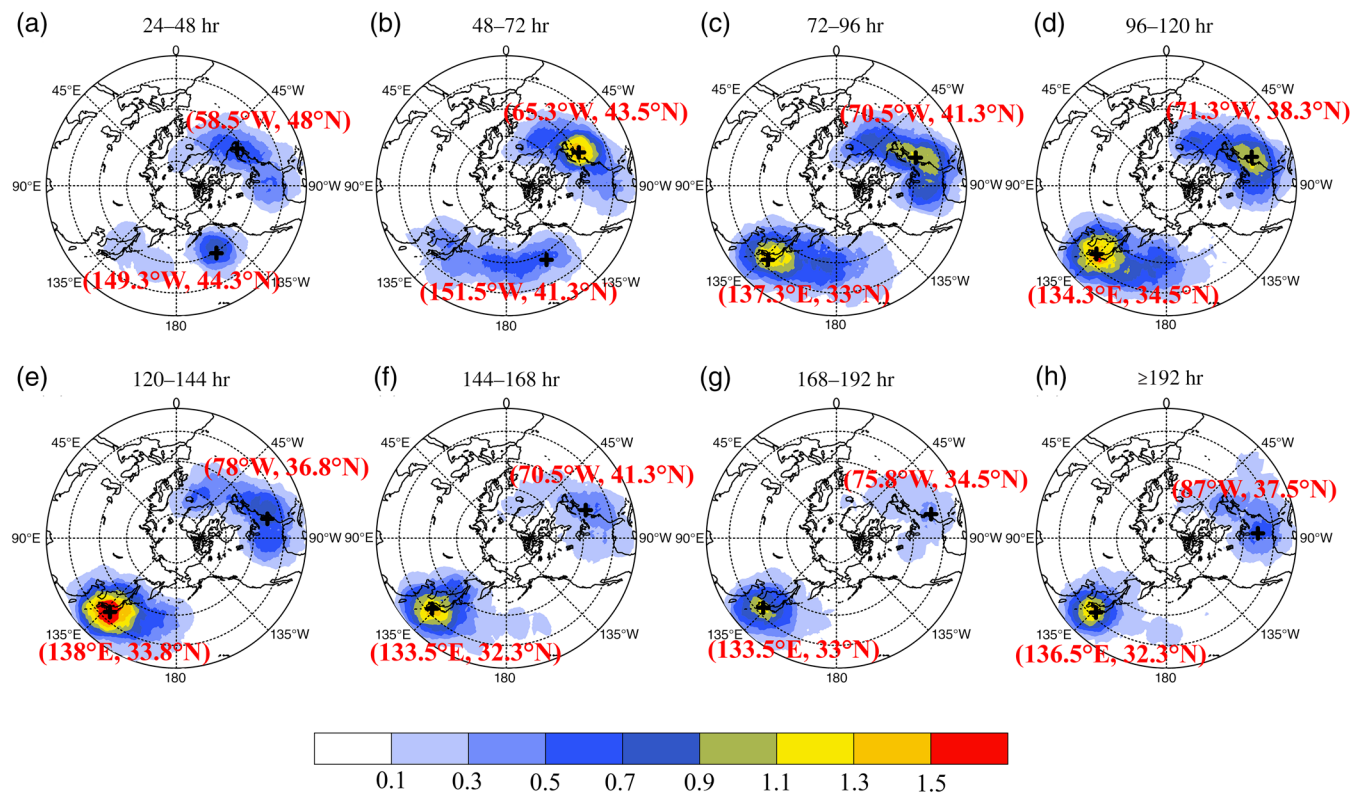 (a) 24–48 hr
(b) 48–72 hr
(c) 72–96 hr
(d) 96–120 hr
0
0
0
0
45°E
45°W
45°E
45°W
45°E
45°W
45°E
45°W
(58.5°W, 48°N)
(65.3°W, 43.5°N)
(70.5°W, 41.3°N)
(71.3°W, 38.3°N)
90°E
90°W
90°E
90°W
90°E
90°W
90°E
90°W
(149.3°W, 44.3°N)
(151.5°W, 41.3°N)
(137.3°E, 33°N)
(134.3°E, 34.5°N)
135°E
135°W
135°E
135°W
135°E
135°W
135°E
135°W
180
180
180
180
(e) 120–144 hr
(f) 144–168 hr
(g) 168–192 hr
(h) ≥192 hr
0
0
0
0
45°E
45°W
45°E
45°W
45°E
45°W
45°E
45°W
(78°W, 36.8°N)
(70.5°W, 41.3°N)
(75.8°W, 34.5°N)
(87°W, 37.5°N)
90°E
90°W
90°E
90°W
90°E
90°W
90°E
90°W
135°E
135°W
135°E
135°W
135°E
135°W
135°E
135°W
(138°E, 33.8°N)
(133.5°E, 32.3°N)
(133.5°E, 33°N)
(136.5°E, 32.3°N)
180
180
180
180
0.1 0.3 0.5 0.7 0.9 1.1 1.3 1.5